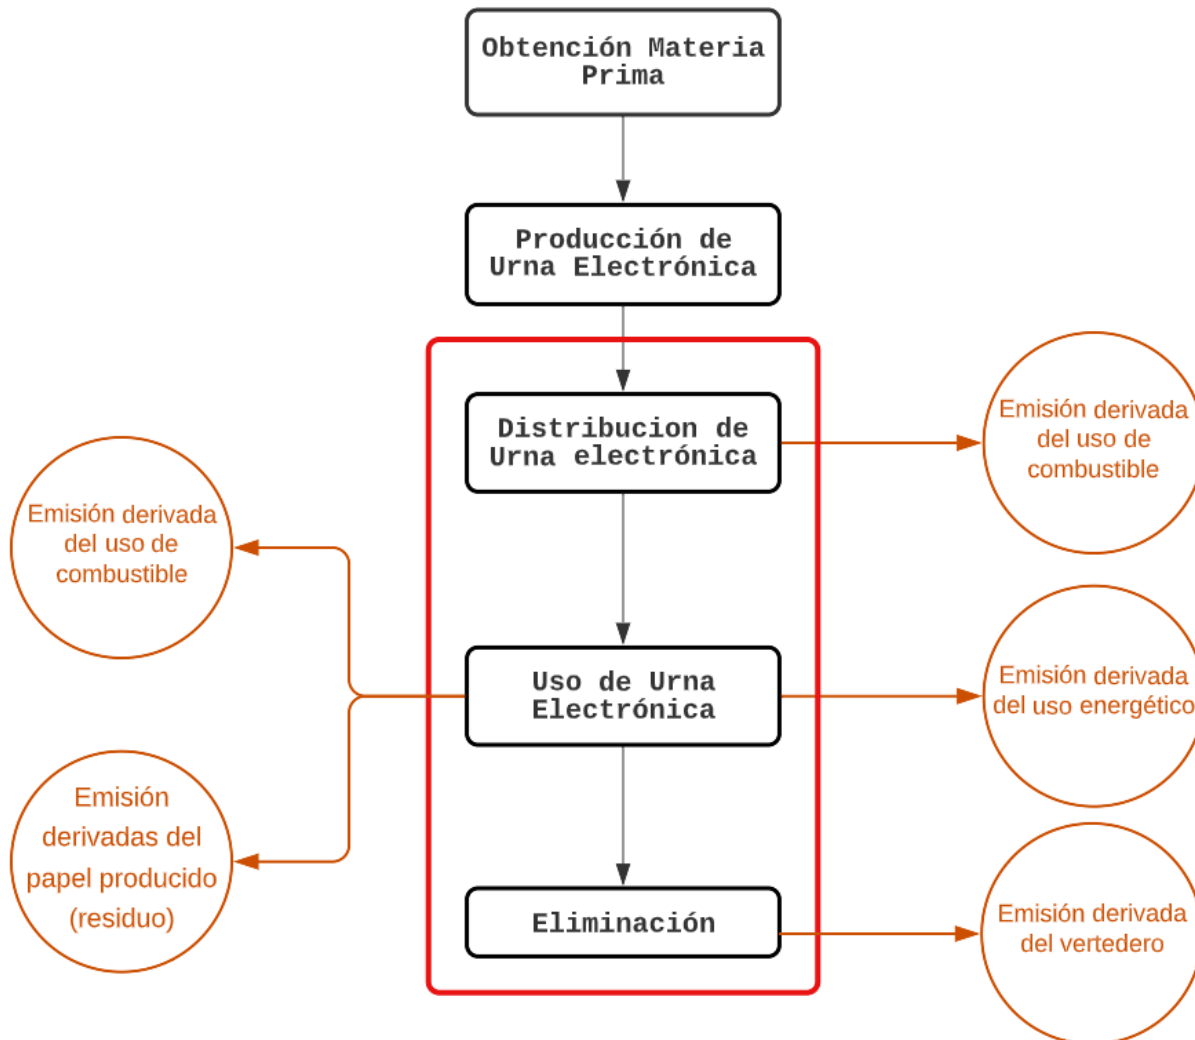 Obtención Materia
Prima
Producción de
Urna Electrónica
Distribucion de
Urna electrónica
Emisión derivada
del uso de
combustible
Emisión derivada
del uso de
combustible
Uso de Urna
Electrónica
Emisión derivada
del uso energético
Emisión
derivadas del
papel producido
(residuo)
Eliminación
Emisión derivada
del vertedero